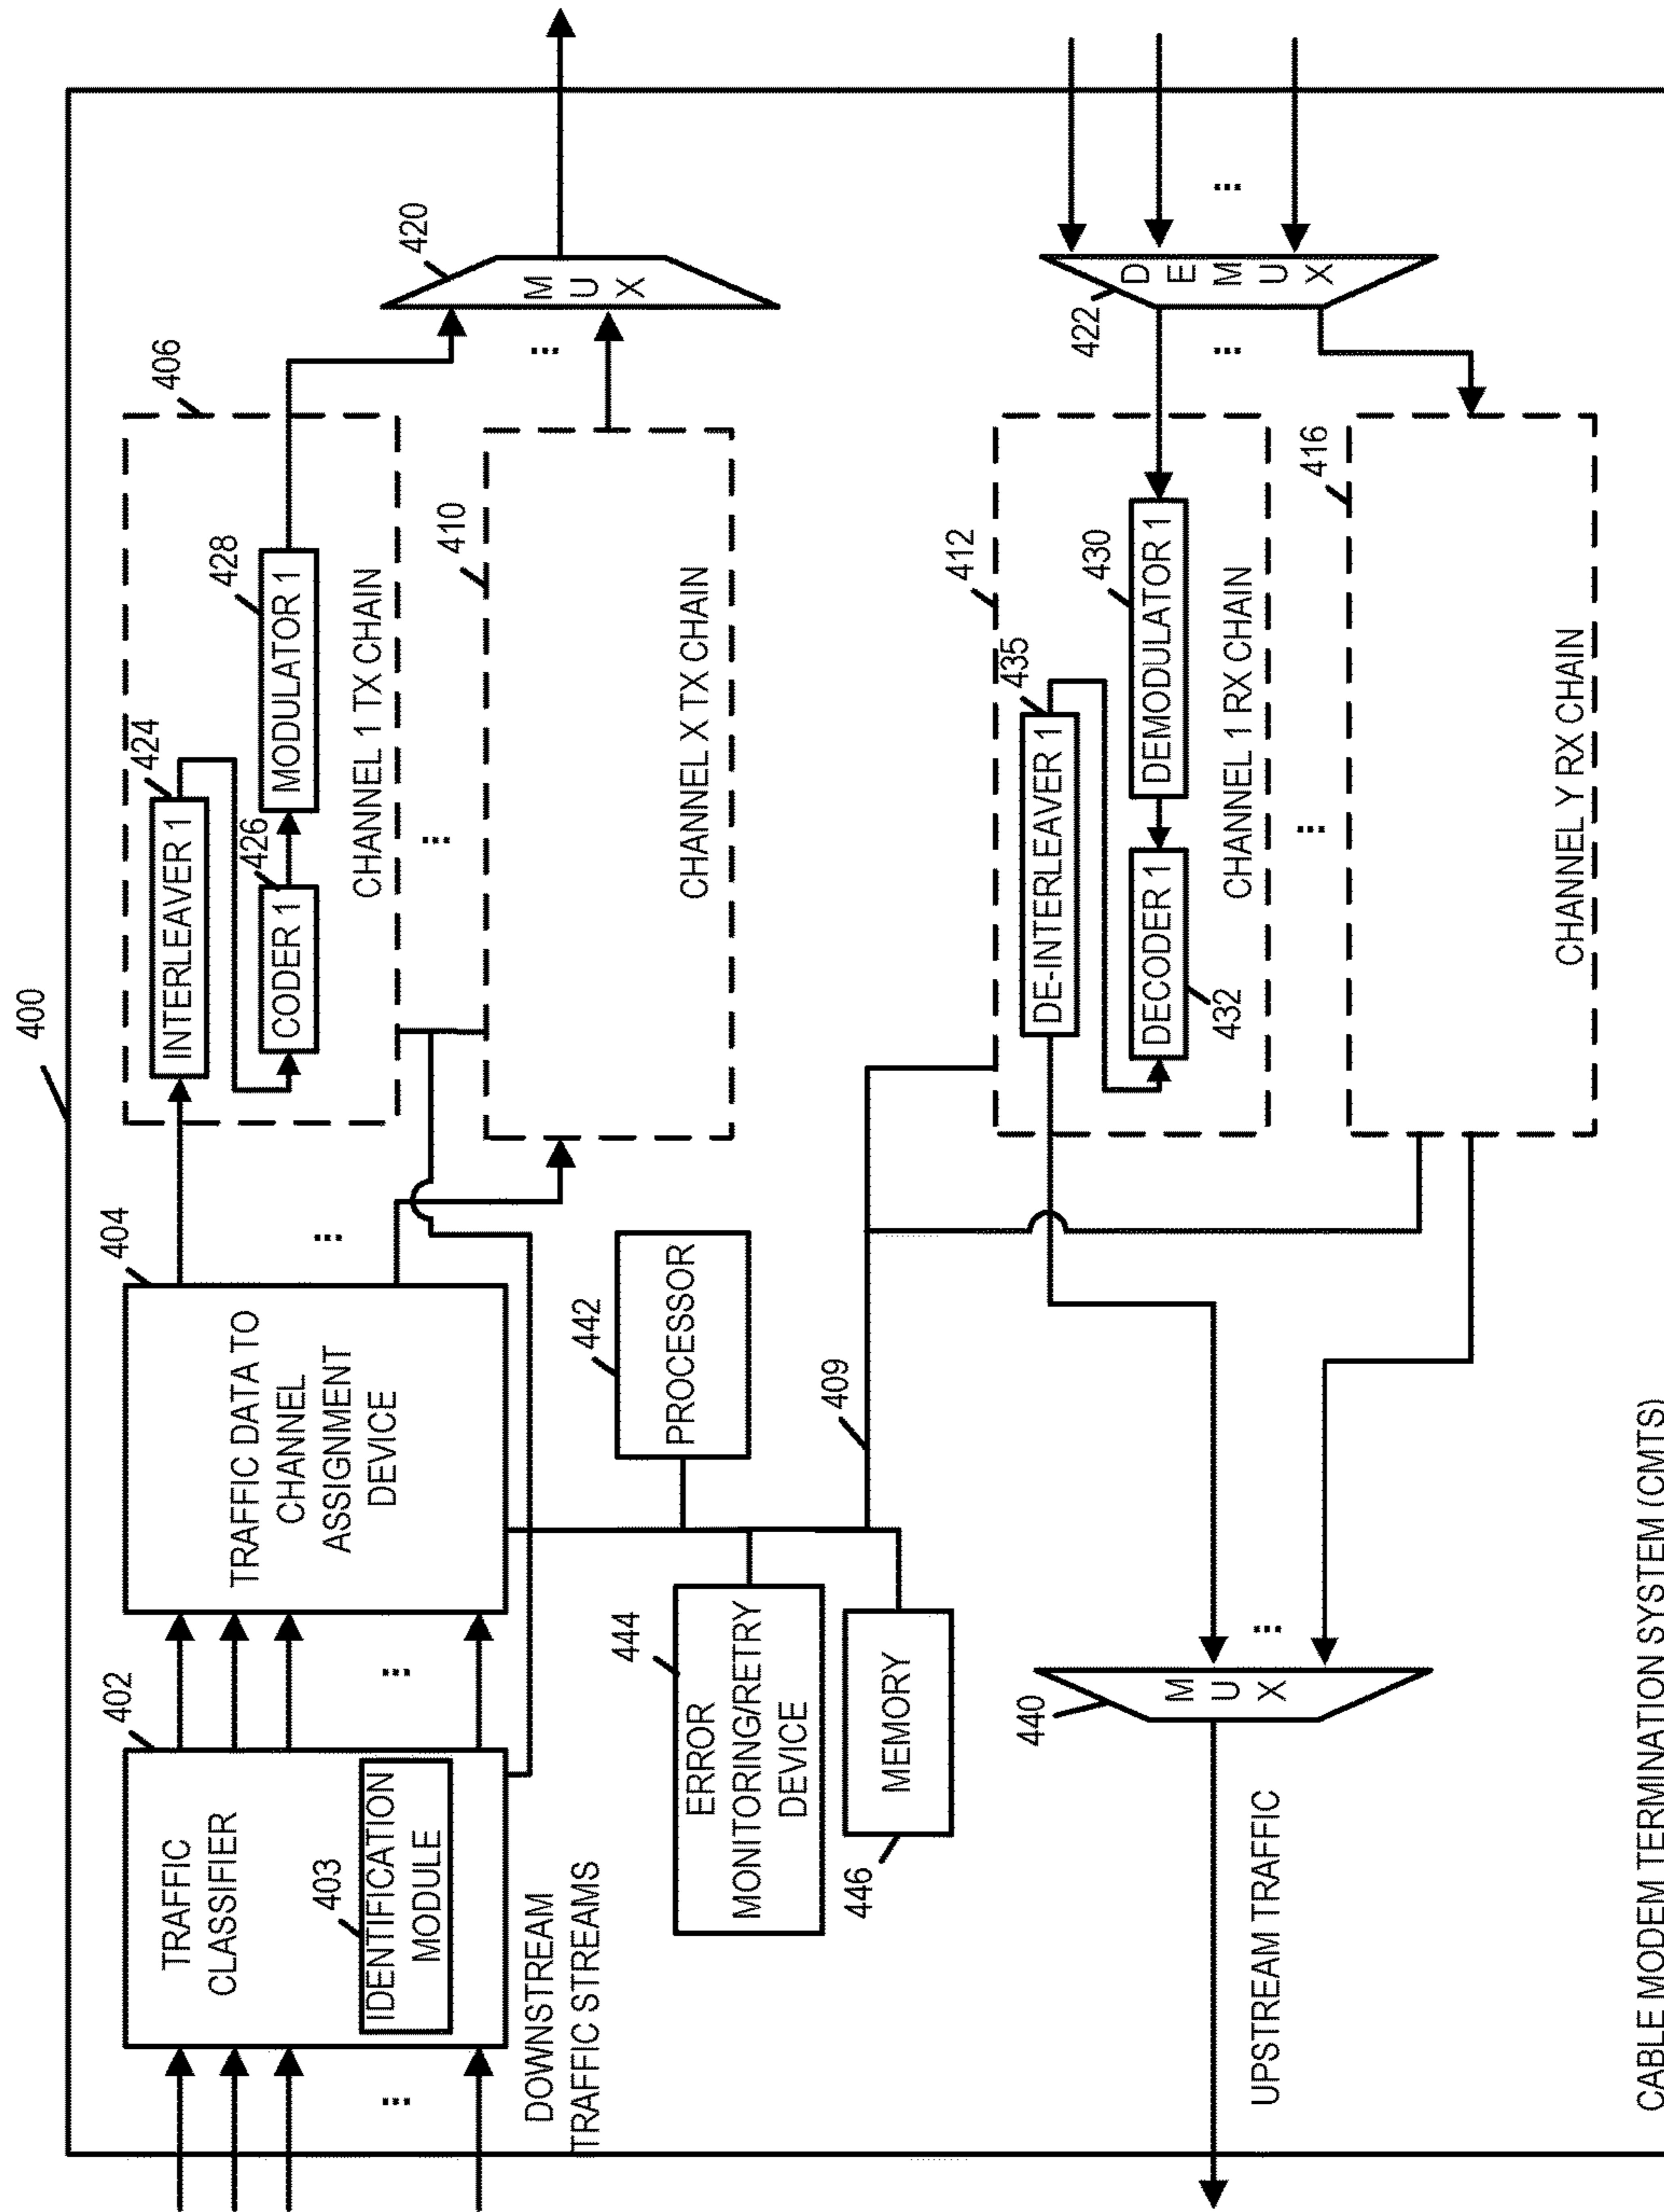 400
402
TRAFFIC
CLASSIFIER
403
IDENTIFICATION
MODULE
DOWNSTREAM
TRAFFIC STREAMS
...
...
404
TRAFFIC DATA TO
CHANNEL
ASSIGNMENT
DEVICE
...
406
424
INTERLEAVER 1
426
CODER 1
428
MODULATOR 1
CHANNEL 1 TX CHAIN
...
410
CHANNEL X TX CHAIN
...
420
MUX
442
PROCESSOR
444
ERROR
MONITORING/RETRY
DEVICE
446
MEMORY
409
412
435
DE-INTERLEAVER 1
430
DEMODULATOR 1
DECODER 1
432
CHANNEL 1 RX CHAIN
...
416
CHANNEL Y RX CHAIN
422
DEMUX
...
...
440
MUX
...
UPSTREAM TRAFFIC
CABLE MODEM TERMINATION SYSTEM (CMTS)